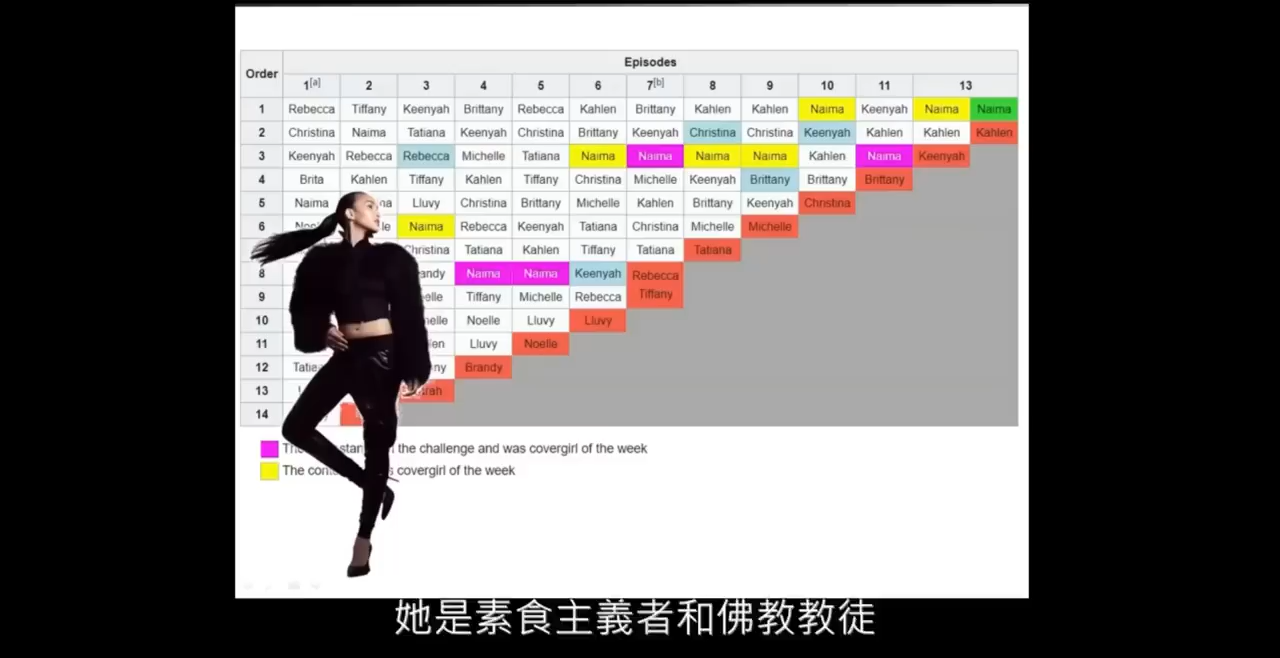 Episodes
Order 1[a] 2 3 4 5 6 7[b] 8 9 10 11 13
1 Rebecca Tiffany Keenyah Brittany Rebecca Kahlen Brittany Kahlen Kahlen Naima Keenyah Naima Naima
2 Christina Naima Tatiana Keenyah Christina Brittany Keenyah Christina Christina Keenyah Kahlen Kahlen Kahlen
3 Keenyah Rebecca Rebecca Michelle Tatiana Naima Naima Naima Naima Kahlen Naima Keenyah
4 Brita Kahlen Tiffany Kahlen Tiffany Christina Michelle Keenyah Brittany Brittany Brittany
5 Naima Lluvy Christina Brittany Michelle Kahlen Brittany Keenyah Christina
6 Naima Rebecca Keenyah Tatiana Christina Michelle Michelle
Christina Tatiana Kahlen Tiffany Tatiana Tatiana
8 Naima Naima Keenyah Rebecca
9 Tiffany Michelle Rebecca Tiffany
10 Noelle Lluvy Lluvy
11 Lluvy Noelle
12 Brandy
13
14
the challenge and was covergirl of the week
The covergirl of the week
她是素食主義者和佛教教徒